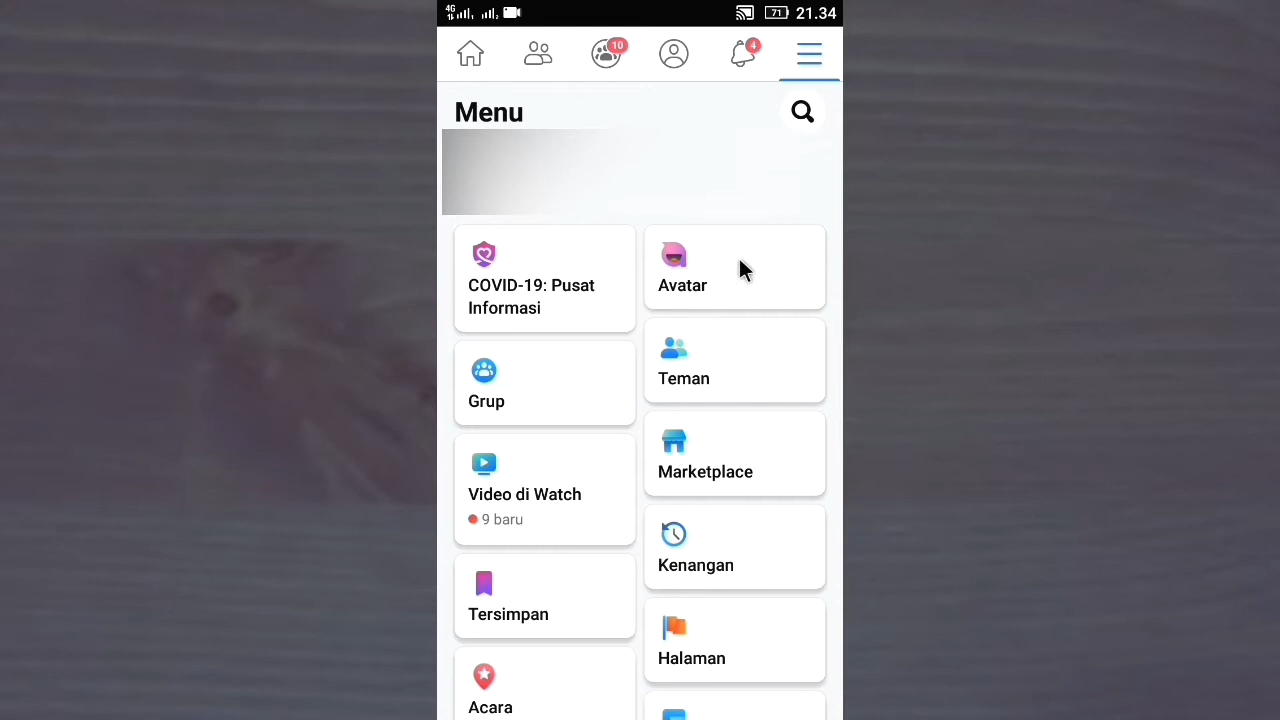 4G 71 21.34
10 4
Menu
COVID-19: Pusat
Informasi
Avatar
Grup
Teman
Video di Watch
9 baru
Marketplace
Tersimpan
Kenangan
Acara
Halaman